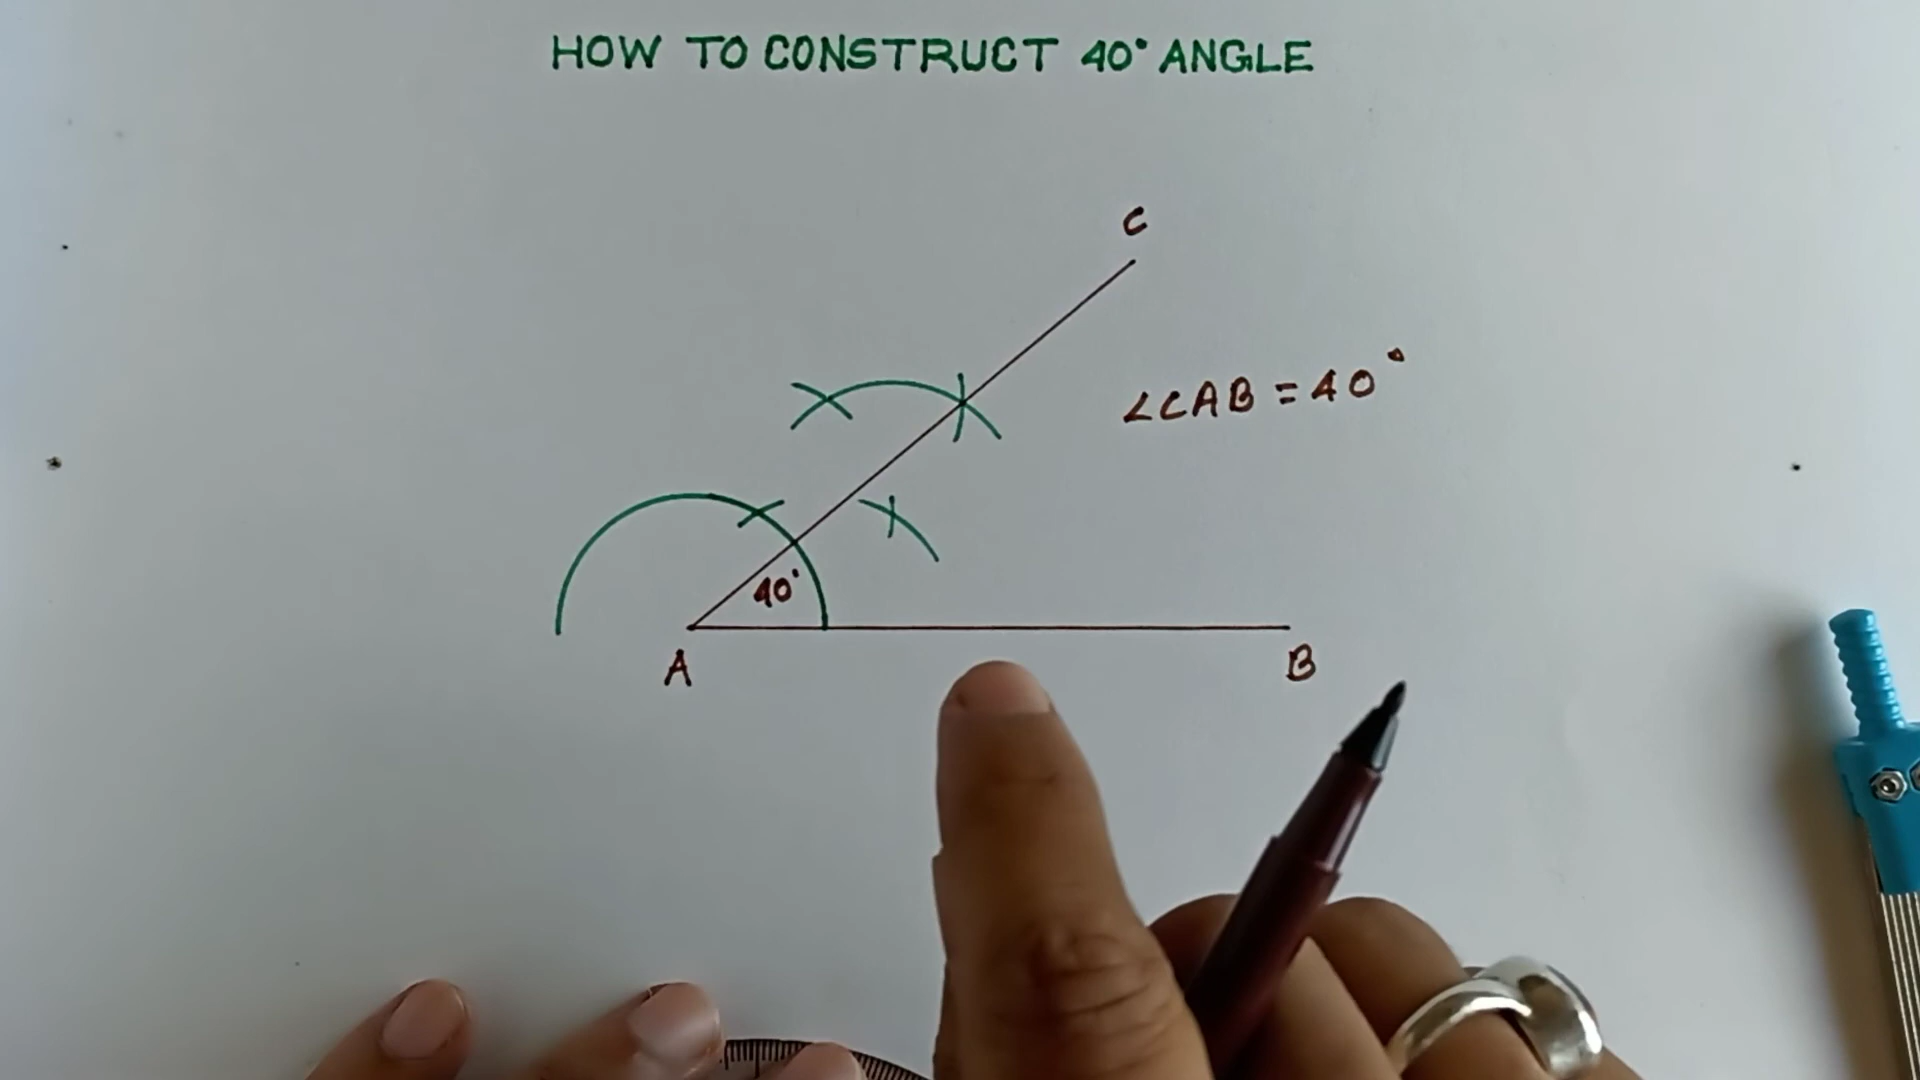 HOW TO CONSTRUCT 40° ANGLE
C
∠CAB = 40°
40°
A
B